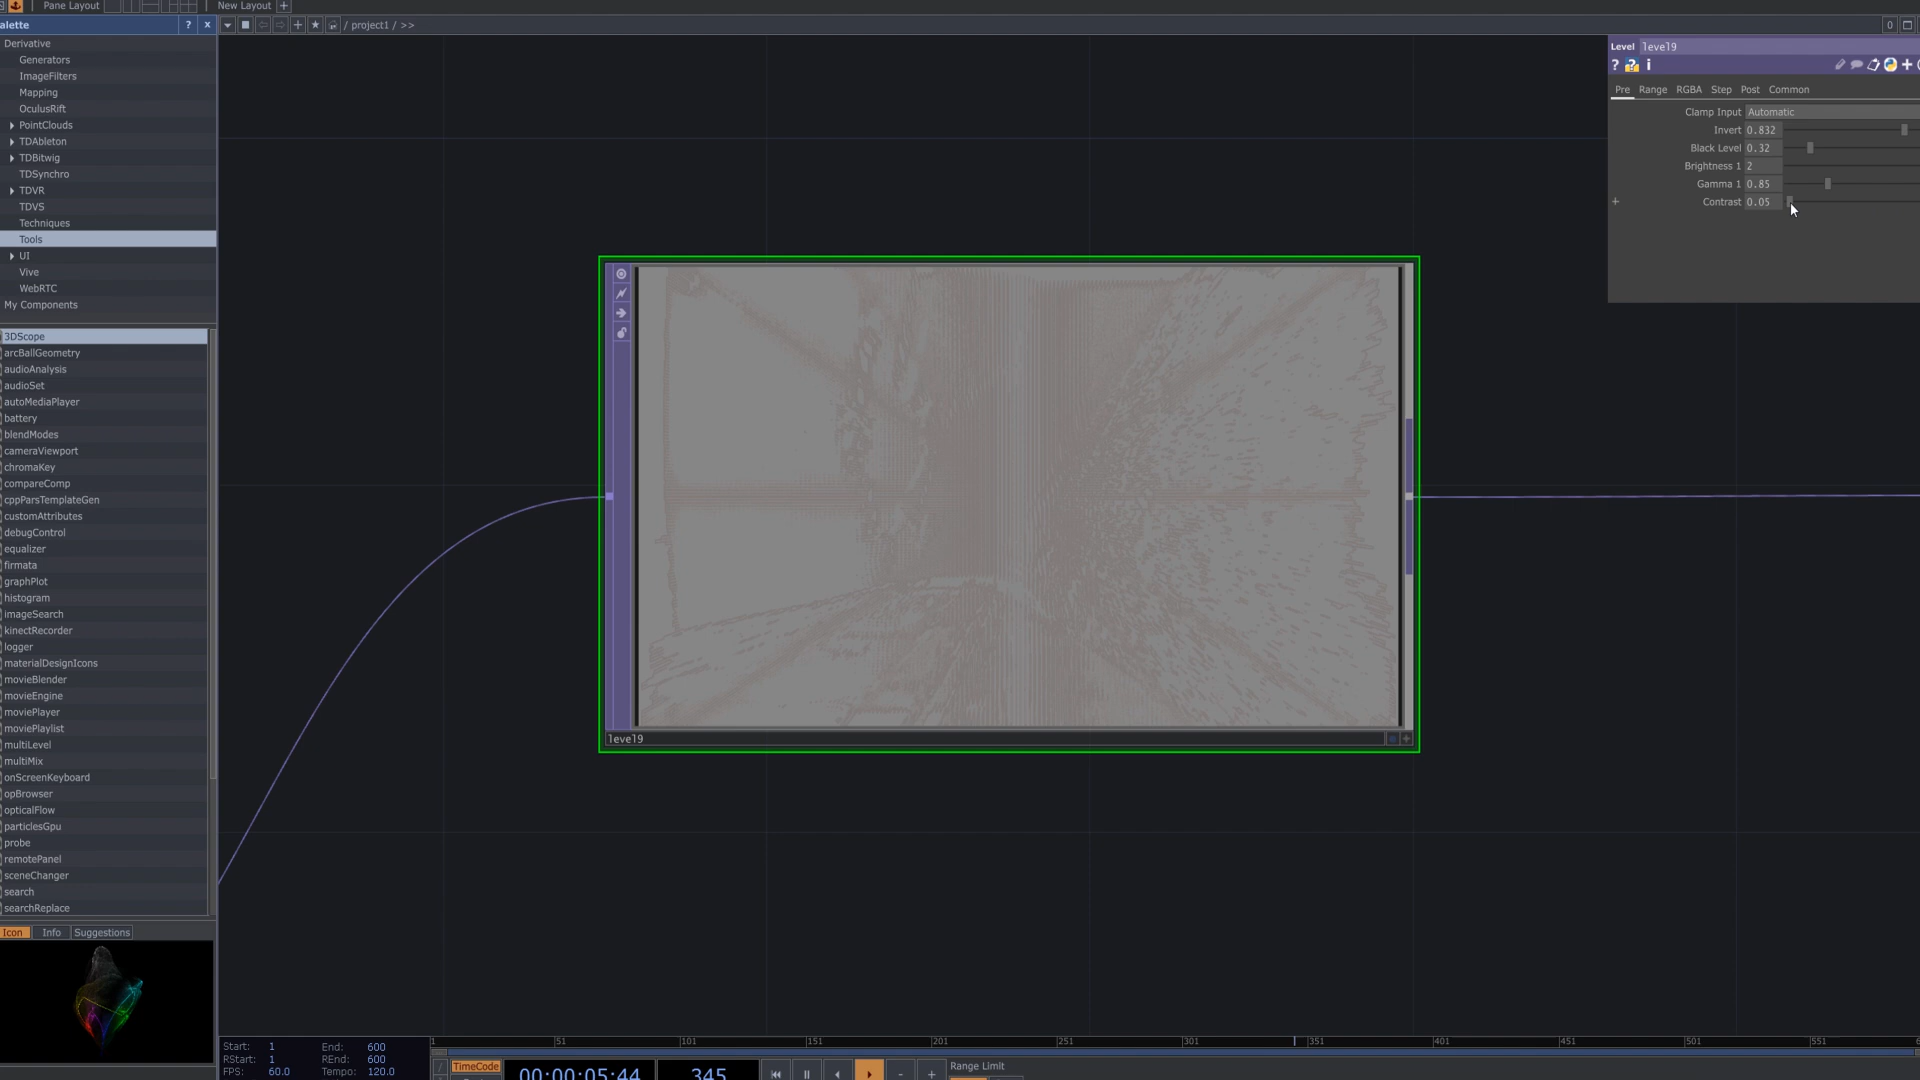 Pane Layout
New Layout
alette ? x
/ project1 / >>
0
Derivative
Generators
ImageFilters
Mapping
OculusRift
PointClouds
TDAbleton
TDBitwig
TDSynchro
TDVR
TDVS
Techniques
Tools
UI
Vive
WebRTC
My Components
3DScope
arcBallGeometry
audioAnalysis
audioSet
autoMediaPlayer
battery
blendModes
cameraViewport
chromaKey
compareComp
cppParsTemplateGen
customAttributes
debugControl
equalizer
firmata
graphPlot
histogram
imageSearch
kinectRecorder
logger
materialDesignIcons
movieBlender
movieEngine
moviePlayer
moviePlaylist
multiLevel
multiMix
onScreenKeyboard
opBrowser
opticalFlow
particlesGpu
probe
remotePanel
sceneChanger
search
searchReplace
Icon Info Suggestions
level9
Level level9
? ? i
Pre Range RGBA Step Post Common
Clamp Input Automatic
Invert 0.832
Black Level 0.32
Brightness 1 2
Gamma 1 0.85
+ Contrast 0.05
Start: 1 End: 600
RStart: 1 REnd: 600
FPS: 60.0 Tempo: 120.0
1 51 101 151 201 251 301 351 401 451 501 551
TimeCode
00:00:05:44
345
Range Limit